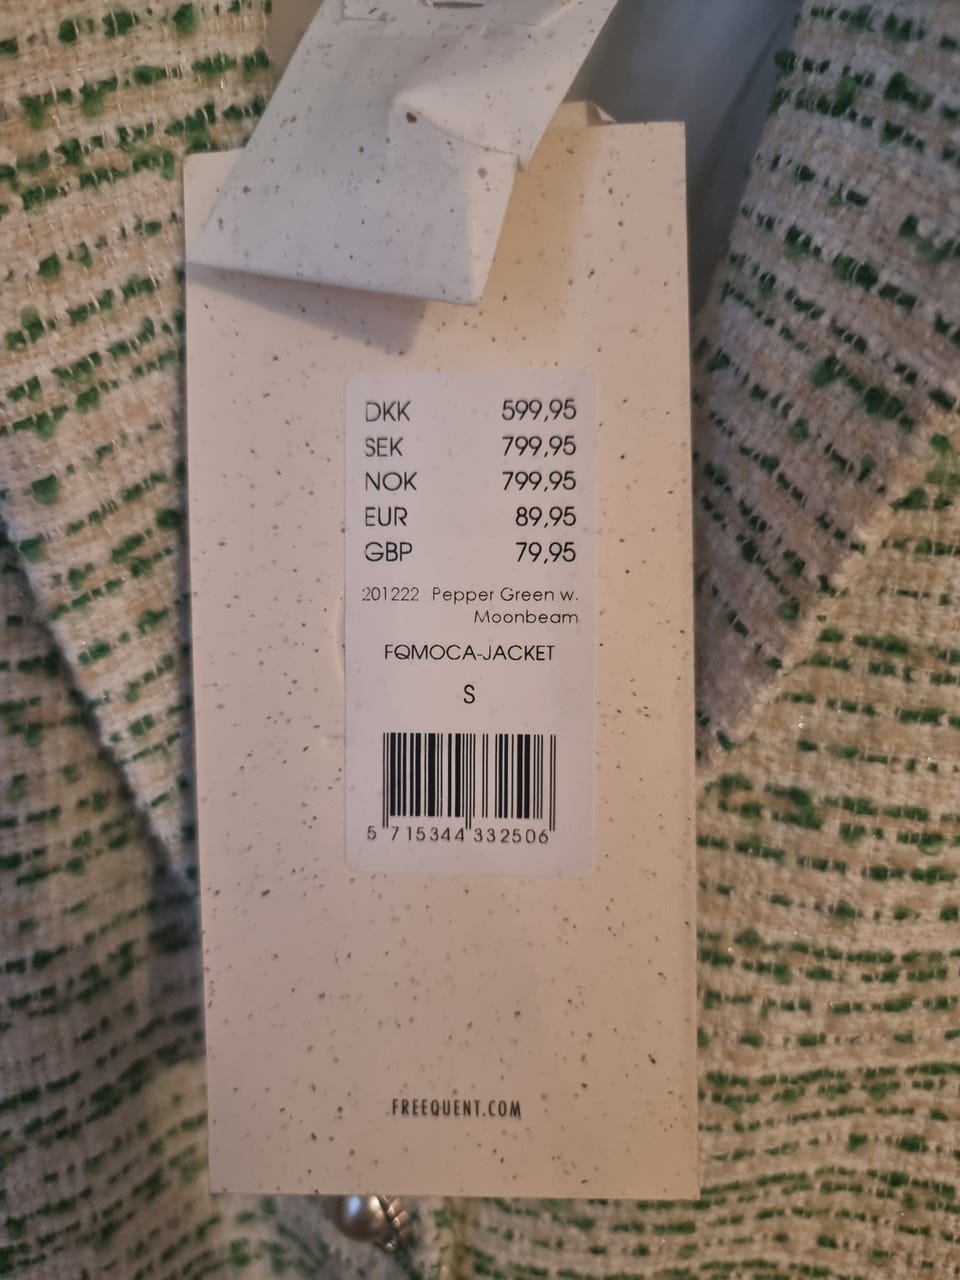 DKK 599,95
SEK 799,95
NOK 799,95
EUR 89,95
GBP 79,95
201222 Pepper Green w.
Moonbeam
FQMOCA-JACKET
S
5 715344 332506
FREEQUENT.COM